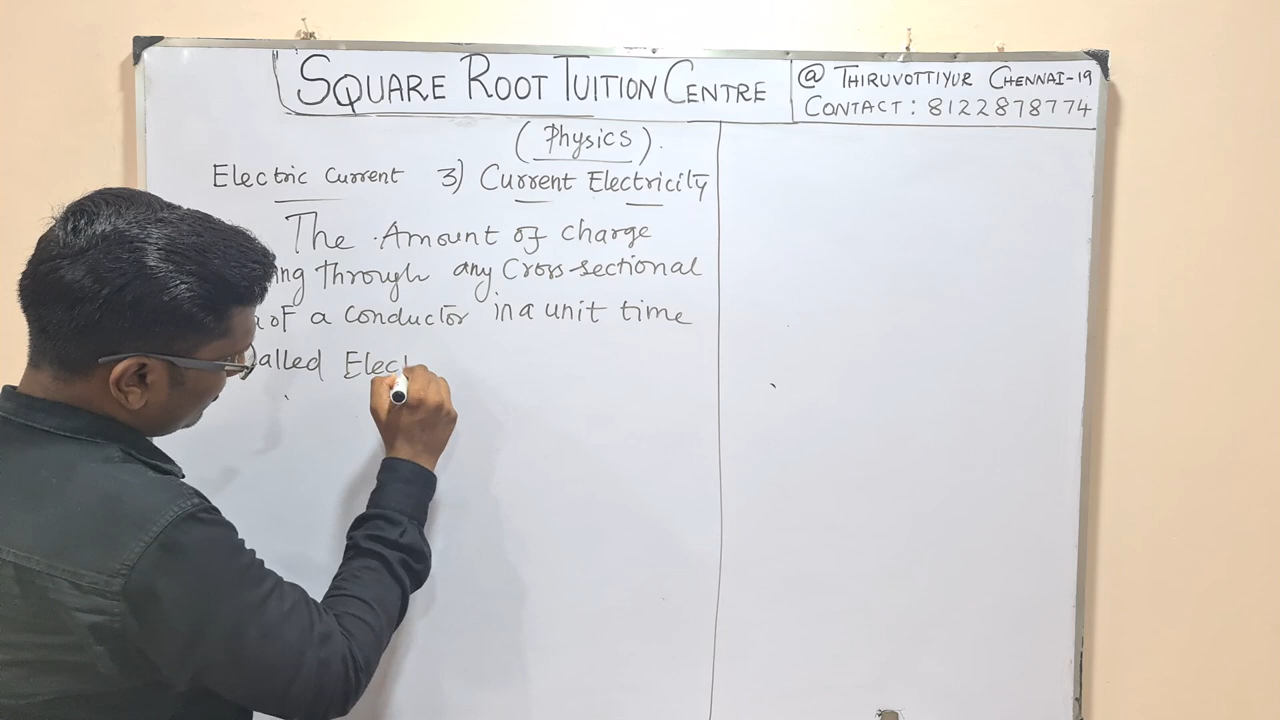 SQUARE ROOT TUITION CENTRE
@ THIRUVOTTIYUR CHENNAI-19
CONTACT : 8122878774
(Physics).
Electric Current 3) Current Electricity
The Amount of charge
ing through any Cross-sectional
of a conductor in a unit time
alled Elec